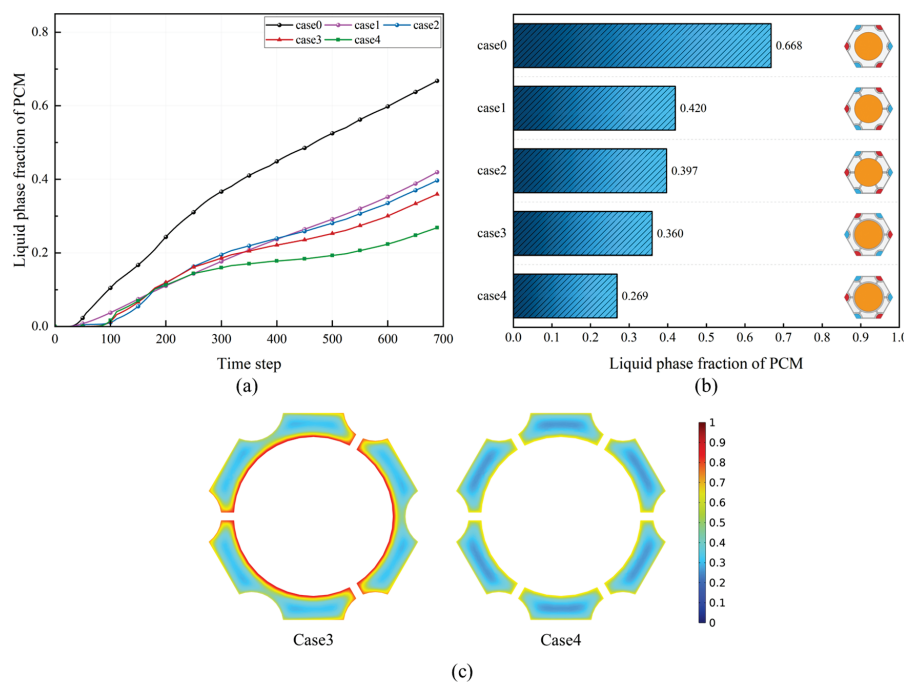 0.8
0.6
0.4
0.2
0.0
Liquid phase fraction of PCM
case0 case1 case2
case3 case4
0 100 200 300 400 500 600 700
Time step
(a)
case0
0.668
case1
0.420
case2
0.397
case3
0.360
case4
0.269
0.0 0.1 0.2 0.3 0.4 0.5 0.6 0.7 0.8 0.9 1.0
Liquid phase fraction of PCM
(b)
1
0.9
0.8
0.7
0.6
0.5
0.4
0.3
0.2
0.1
0
Case3
Case4
(c)